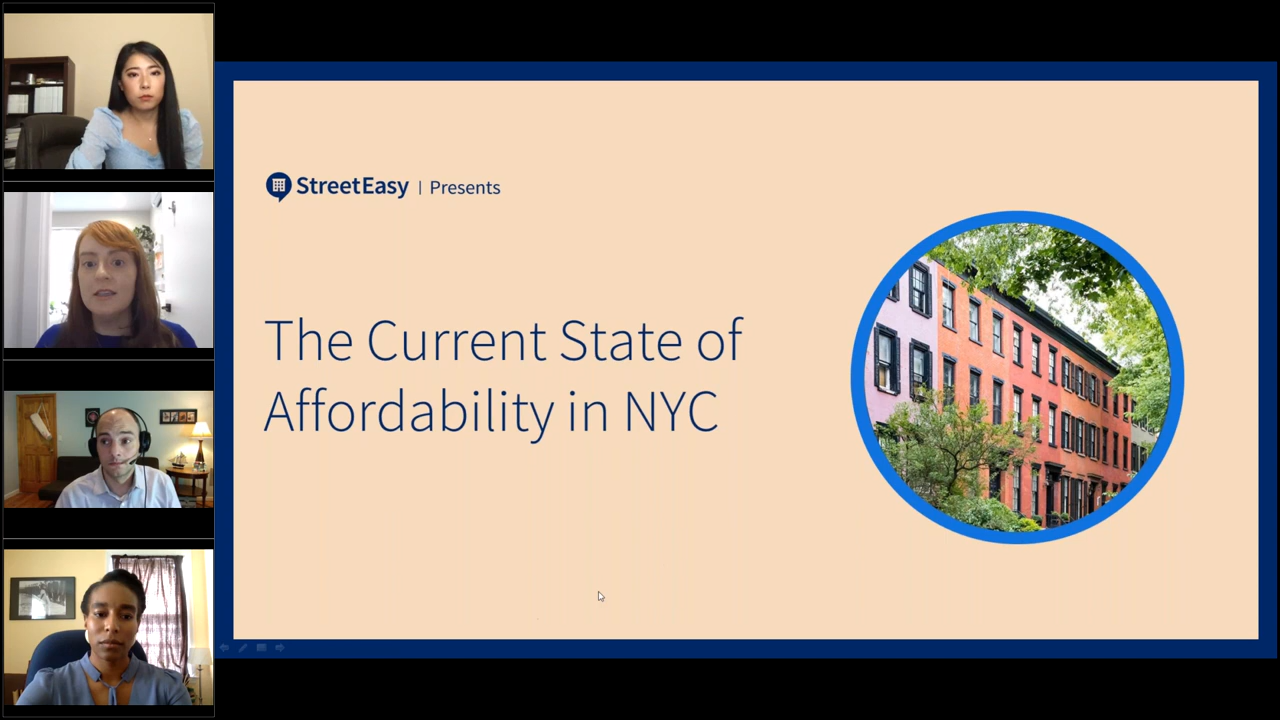 StreetEasy | Presents
The Current State of
Affordability in NYC